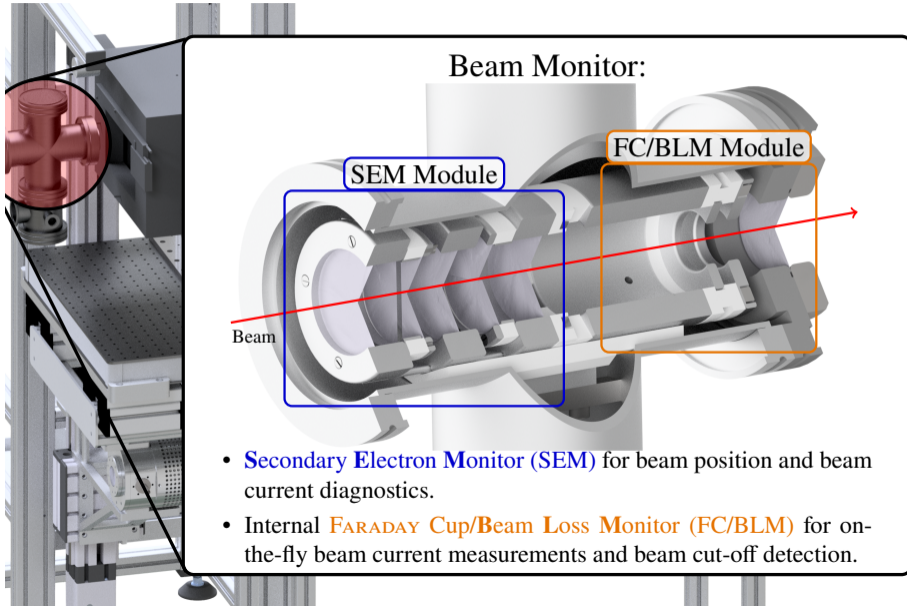 Beam Monitor:
FC/BLM Module
SEM Module
Beam
• Secondary Electron Monitor (SEM) for beam position and beam
current diagnostics.
• Internal FARADAY Cup/Beam Loss Monitor (FC/BLM) for on-
the-fly beam current measurements and beam cut-off detection.